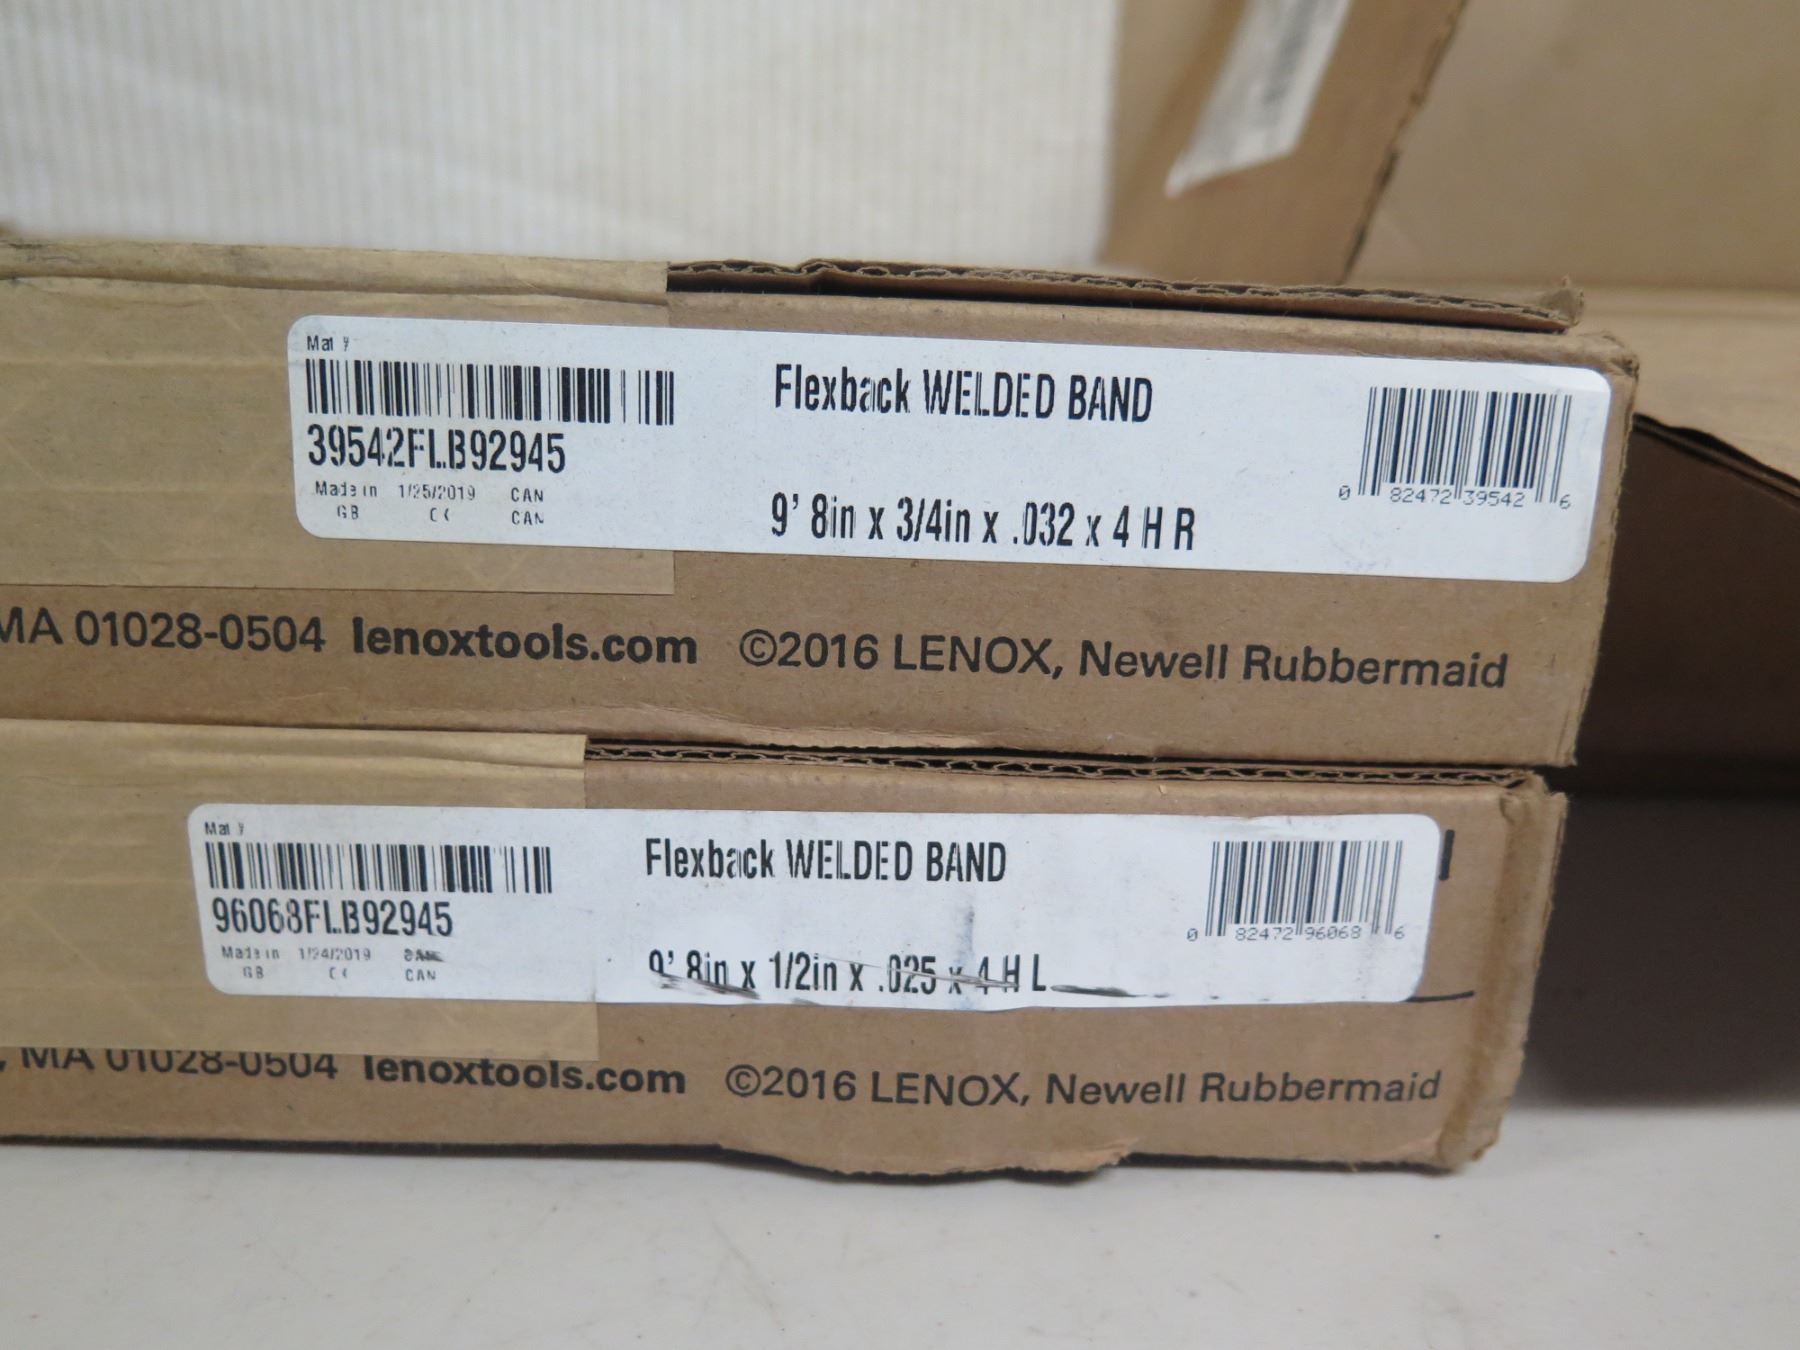 Mat #
39542FLB92945
Made in 1/25/2019 CAN
GB CAN
Flexback WELDED BAND
9' 8in x 3/4in x .032 x 4 H R
0 82472 39542 6
MA 01028-0504 lenoxtools.com ©2016 LENOX, Newell Rubbermaid
Mat #
96068FLB92945
Made in 1/24/2019
GB CAN
Flexback WELDED BAND
9' 8in x 1/2in x .025 x 4 H L
0 82472 96068 6
, MA 01028-0504 lenoxtools.com ©2016 LENOX, Newell Rubbermaid